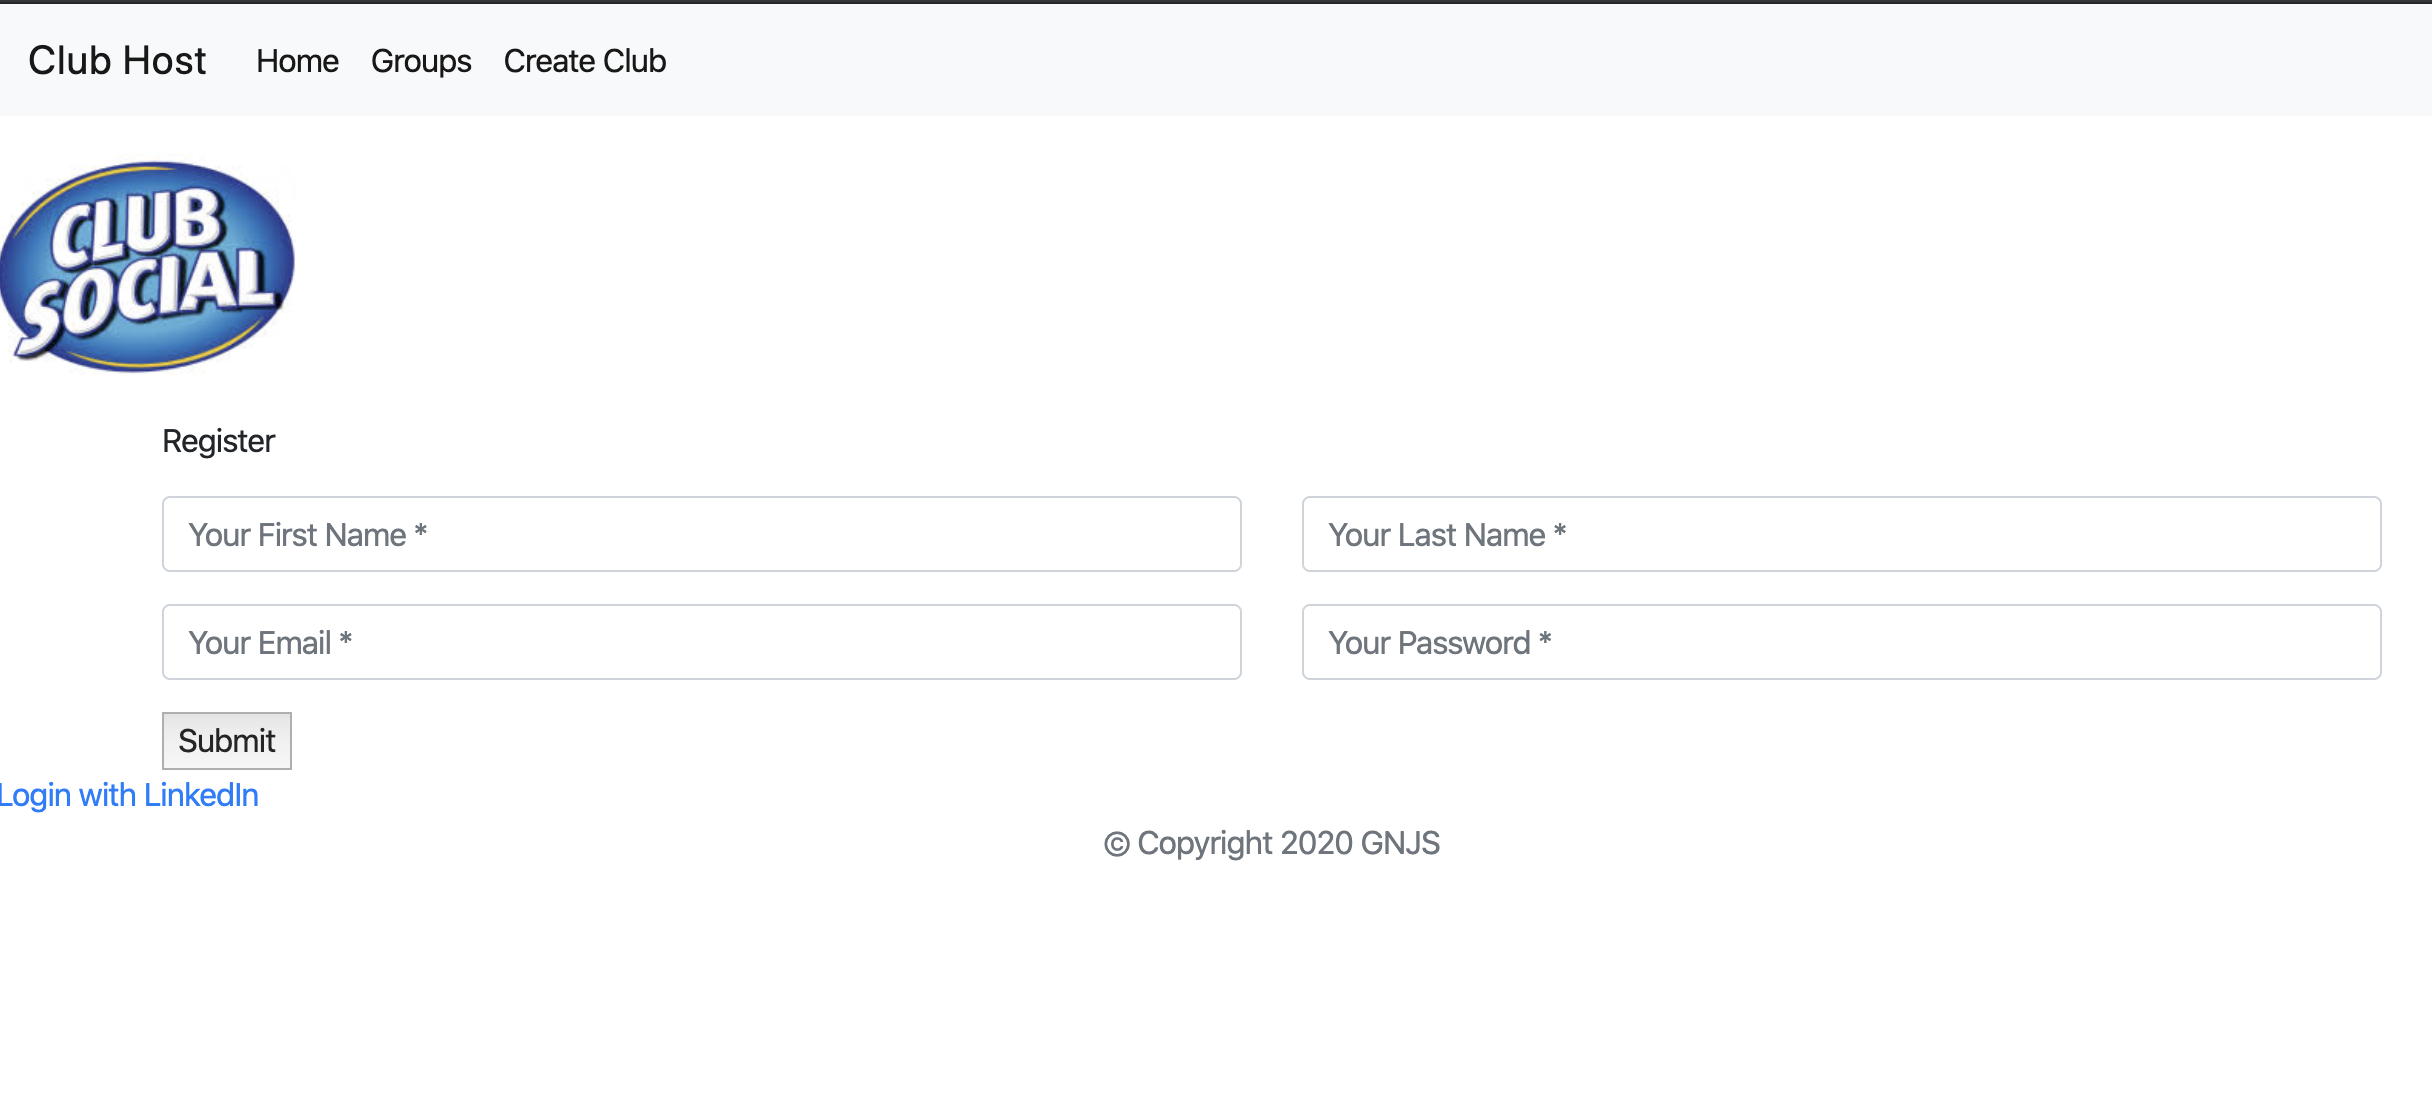 Club Host Home Groups Create Club
CLUB
SOCIAL
Register
Your First Name * Your Last Name *
Your Email * Your Password *
Submit
Login with LinkedIn
© Copyright 2020 GNJS